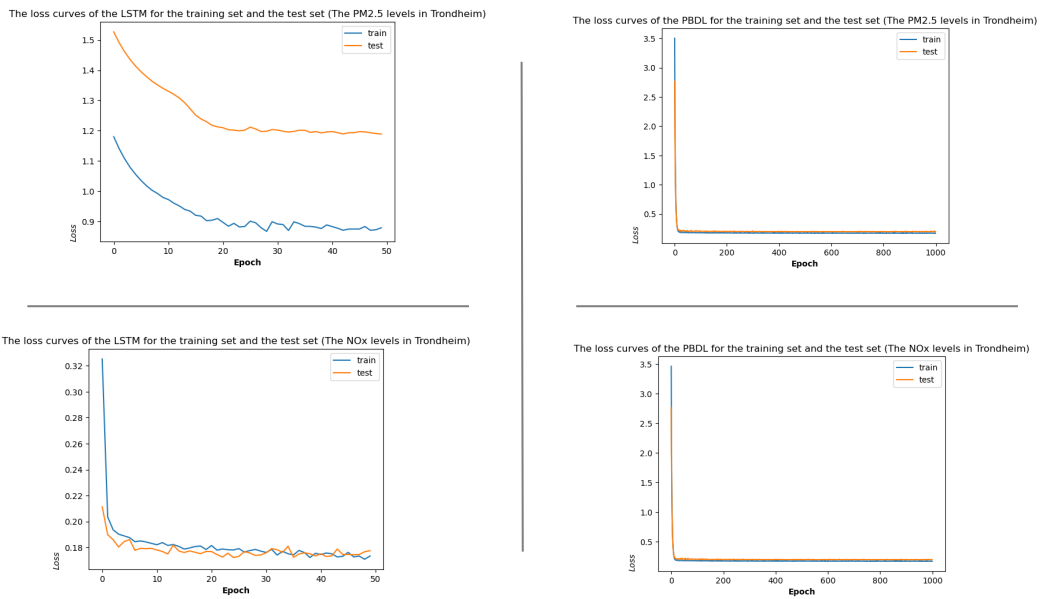 The loss curves of the LSTM for the training set and the test set (The PM2.5 levels in Trondheim)
train
test
1.5
1.4
1.3
1.2
1.1
1.0
0.9
Loss
0 10 20 30 40 50
Epoch
The loss curves of the PBDL for the training set and the test set (The PM2.5 levels in Trondheim)
train
test
3.5
3.0
2.5
2.0
1.5
1.0
0.5
Loss
0 200 400 600 800 1000
Epoch
The loss curves of the LSTM for the training set and the test set (The NOx levels in Trondheim)
train
test
0.32
0.30
0.28
0.26
0.24
0.22
0.20
0.18
Loss
0 10 20 30 40 50
Epoch
The loss curves of the PBDL for the training set and the test set (The NOx levels in Trondheim)
train
test
3.5
3.0
2.5
2.0
1.5
1.0
0.5
Loss
0 200 400 600 800 1000
Epoch